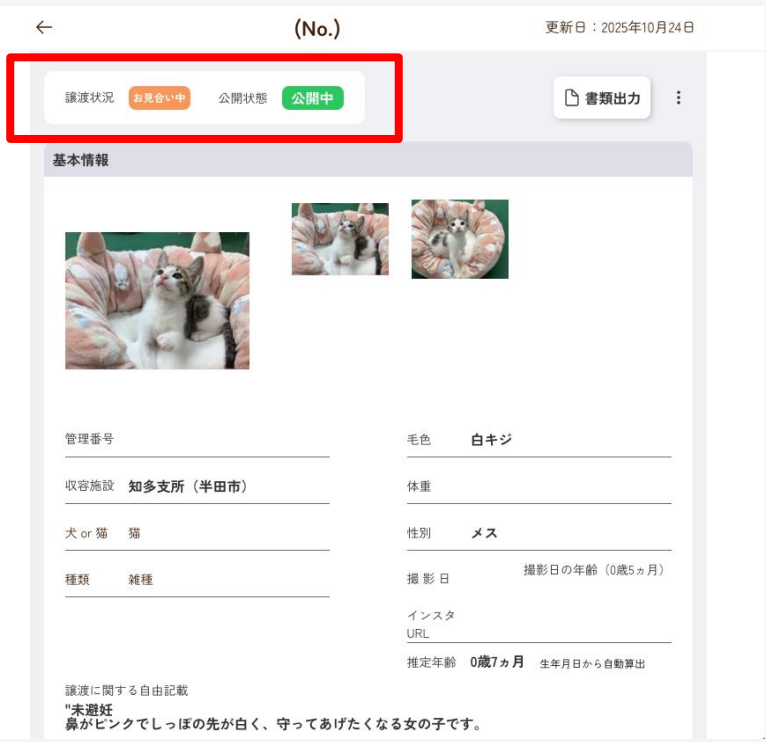 ← (No.) 更新日：2025年10月24日
譲渡状況 お見合い中 公開状態 公開中 書類出力
基本情報
管理番号 毛色 白キジ
収容施設 知多支所（半田市） 体重
犬 or 猫 猫 性別 メス
種類 雑種 撮影日 撮影日の年齢（0歳5ヵ月）
インスタ
URL
推定年齢 0歳7ヵ月 生年月日から自動算出
譲渡に関する自由記載
"未避妊
鼻がピンクでしっぽの先が白く、守ってあげたくなる女の子です。